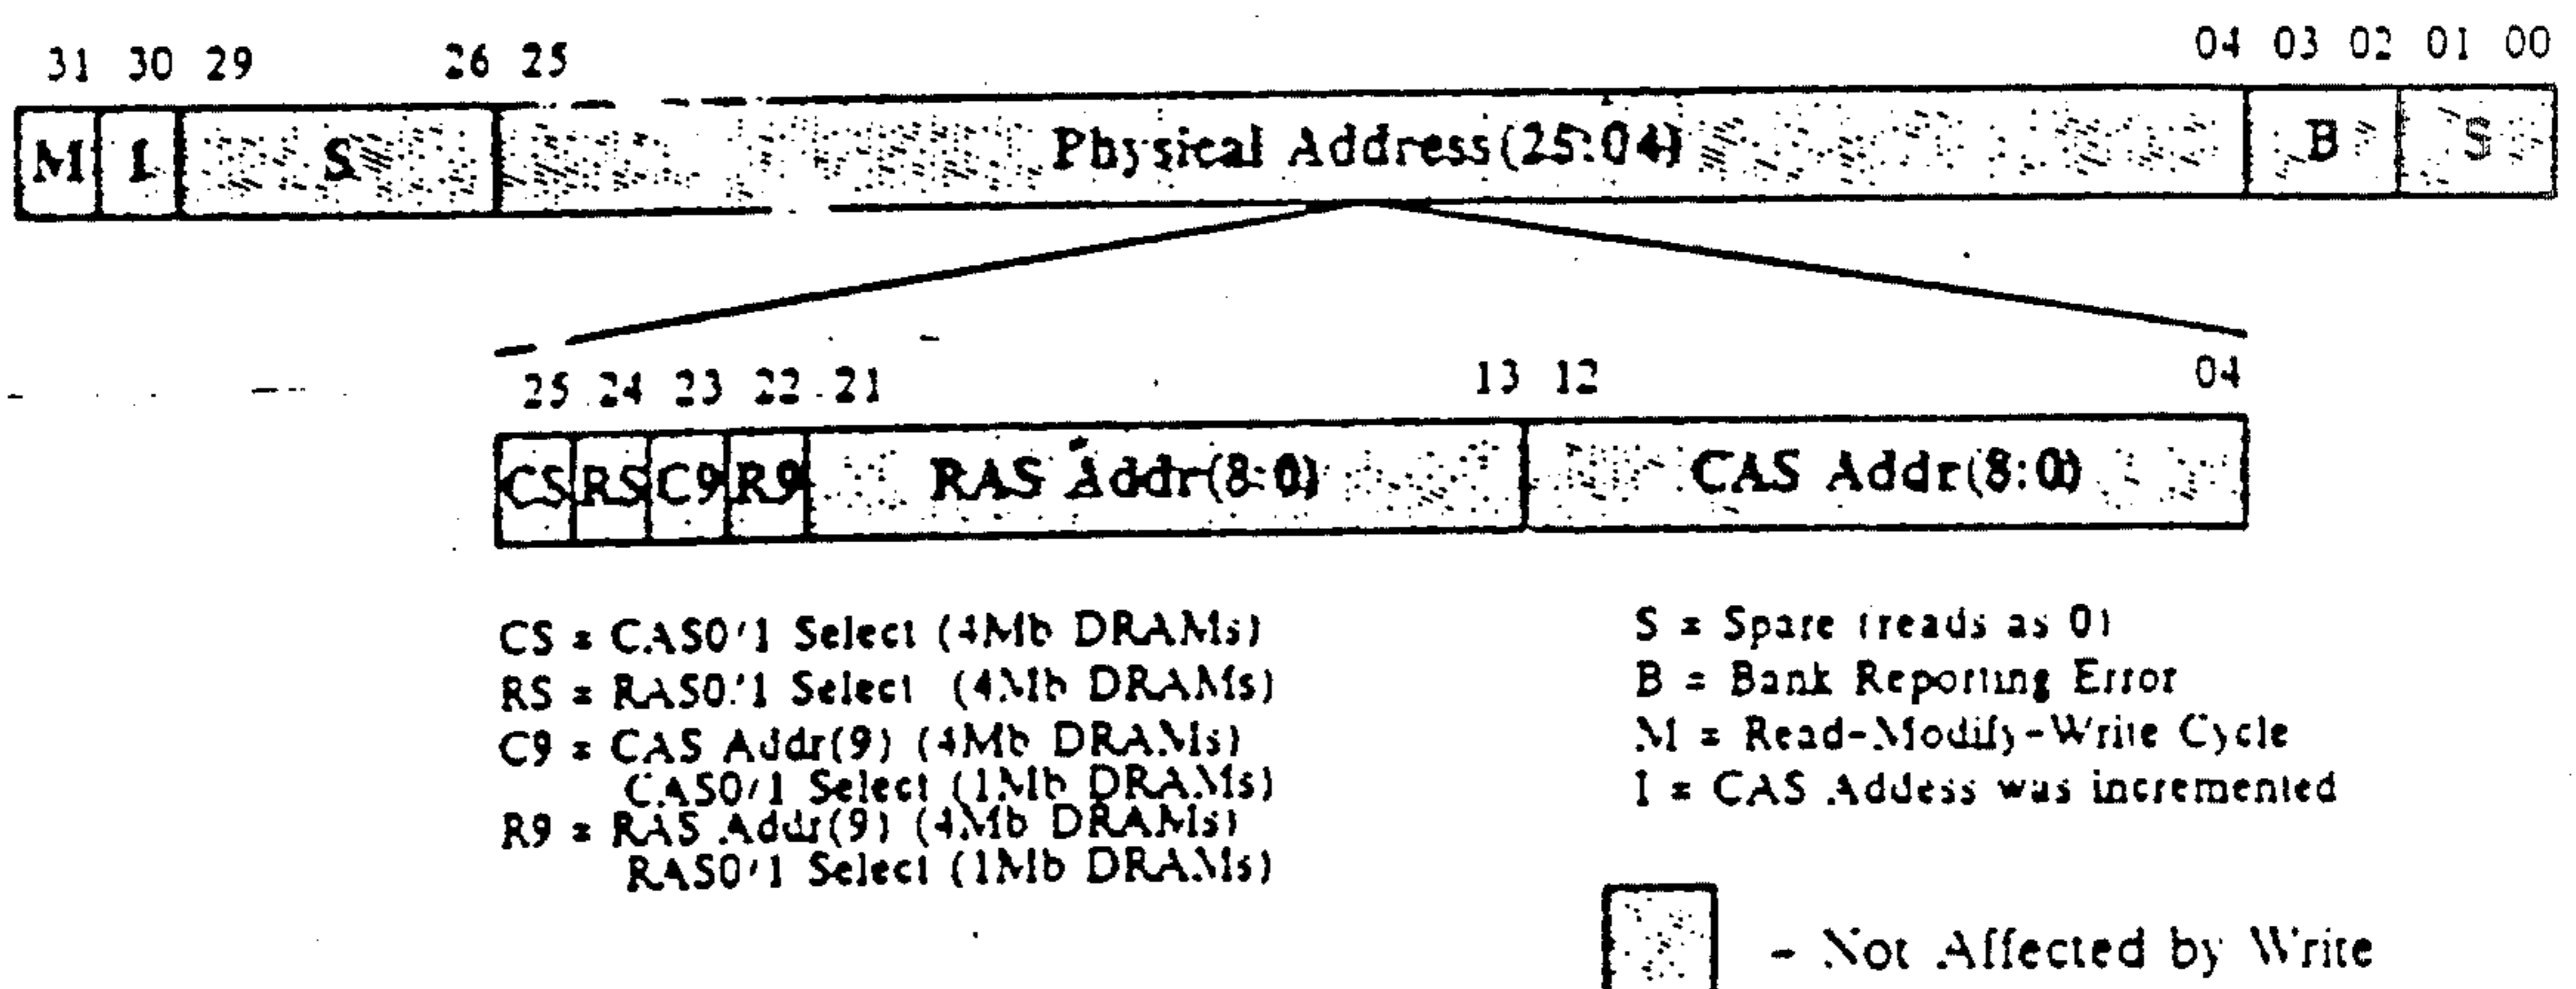 31 30 29 26 25 04 03 02 01 00
M I S Physical Address(25:04) B S
25 24 23 22 21 13 12 04
CS RS C9 R9 RAS Addr(8:0) CAS Addr(8:0)
CS = CAS0/1 Select (4Mb DRAMs)
RS = RAS0/1 Select (4Mb DRAMs)
C9 = CAS Addr(9) (4Mb DRAMs)
CAS0/1 Select (1Mb DRAMs)
R9 = RAS Addr(9) (4Mb DRAMs)
RAS0/1 Select (1Mb DRAMs)
S = Spare (reads as 0)
B = Bank Reporting Error
M = Read-Modify-Write Cycle
I = CAS Addess was incremented
- Not Affected by Write